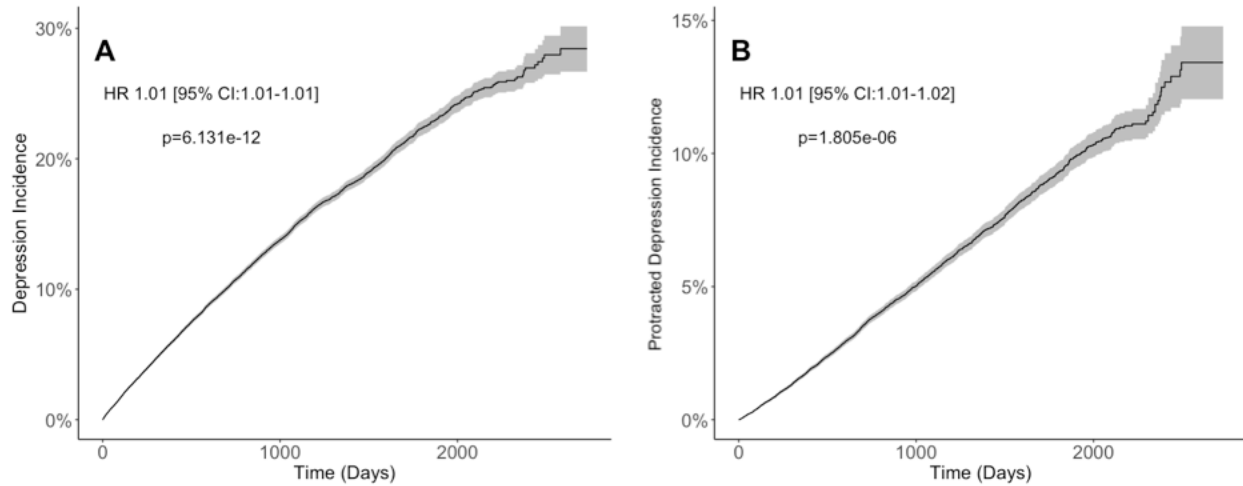 A
HR 1.01 [95% CI:1.01-1.01]
p=6.131e-12
Depression Incidence
30%
20%
10%
0%
0
1000
2000
Time (Days)
B
HR 1.01 [95% CI:1.01-1.02]
p=1.805e-06
Protracted Depression Incidence
15%
10%
5%
0%
0
1000
2000
Time (Days)